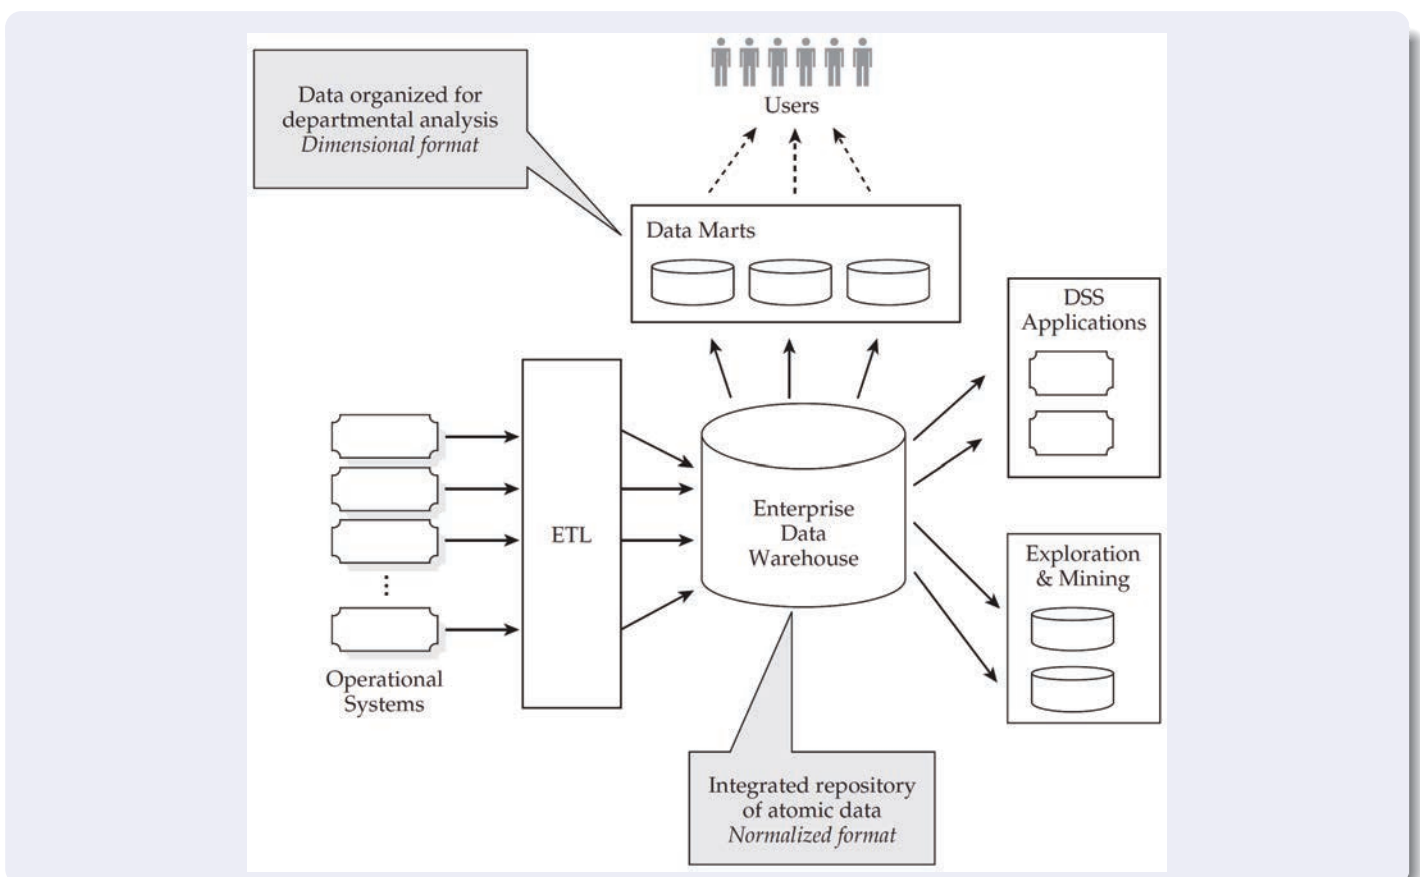 Data organized for
departmental analysis
Dimensional format
Users
Data Marts
DSS
Applications
ETL
Enterprise
Data
Warehouse
Exploration
& Mining
Operational
Systems
Integrated repository
of atomic data
Normalized format